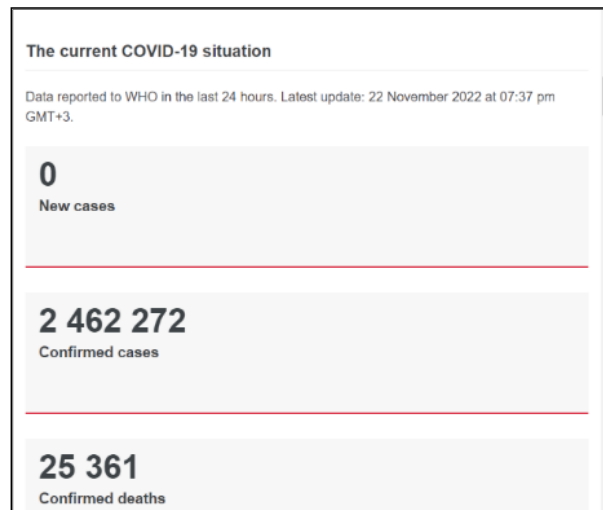 The current COVID-19 situation
Data reported to WHO in the last 24 hours. Latest update: 22 November 2022 at 07:37 pm
GMT+3.
0
New cases
2 462 272
Confirmed cases
25 361
Confirmed deaths